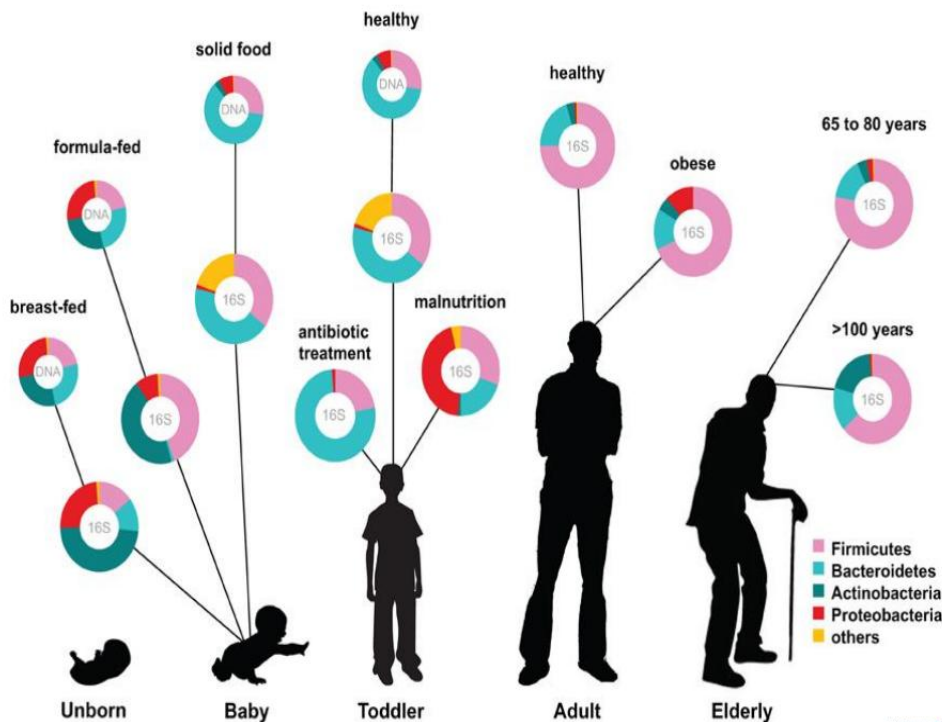 healthy
solid food
DNA
healthy
DNA
formula-fed
16S
65 to 80 years
obese
DNA
16S
16S
16S
breast-fed
16S
malnutrition
antibiotic
treatment
>100 years
DNA
16S
16S
16S
16S
16S
Firmicutes
Bacteroidetes
Actinobacteria
Proteobacteria
others
Unborn
Baby
Toddler
Adult
Elderly